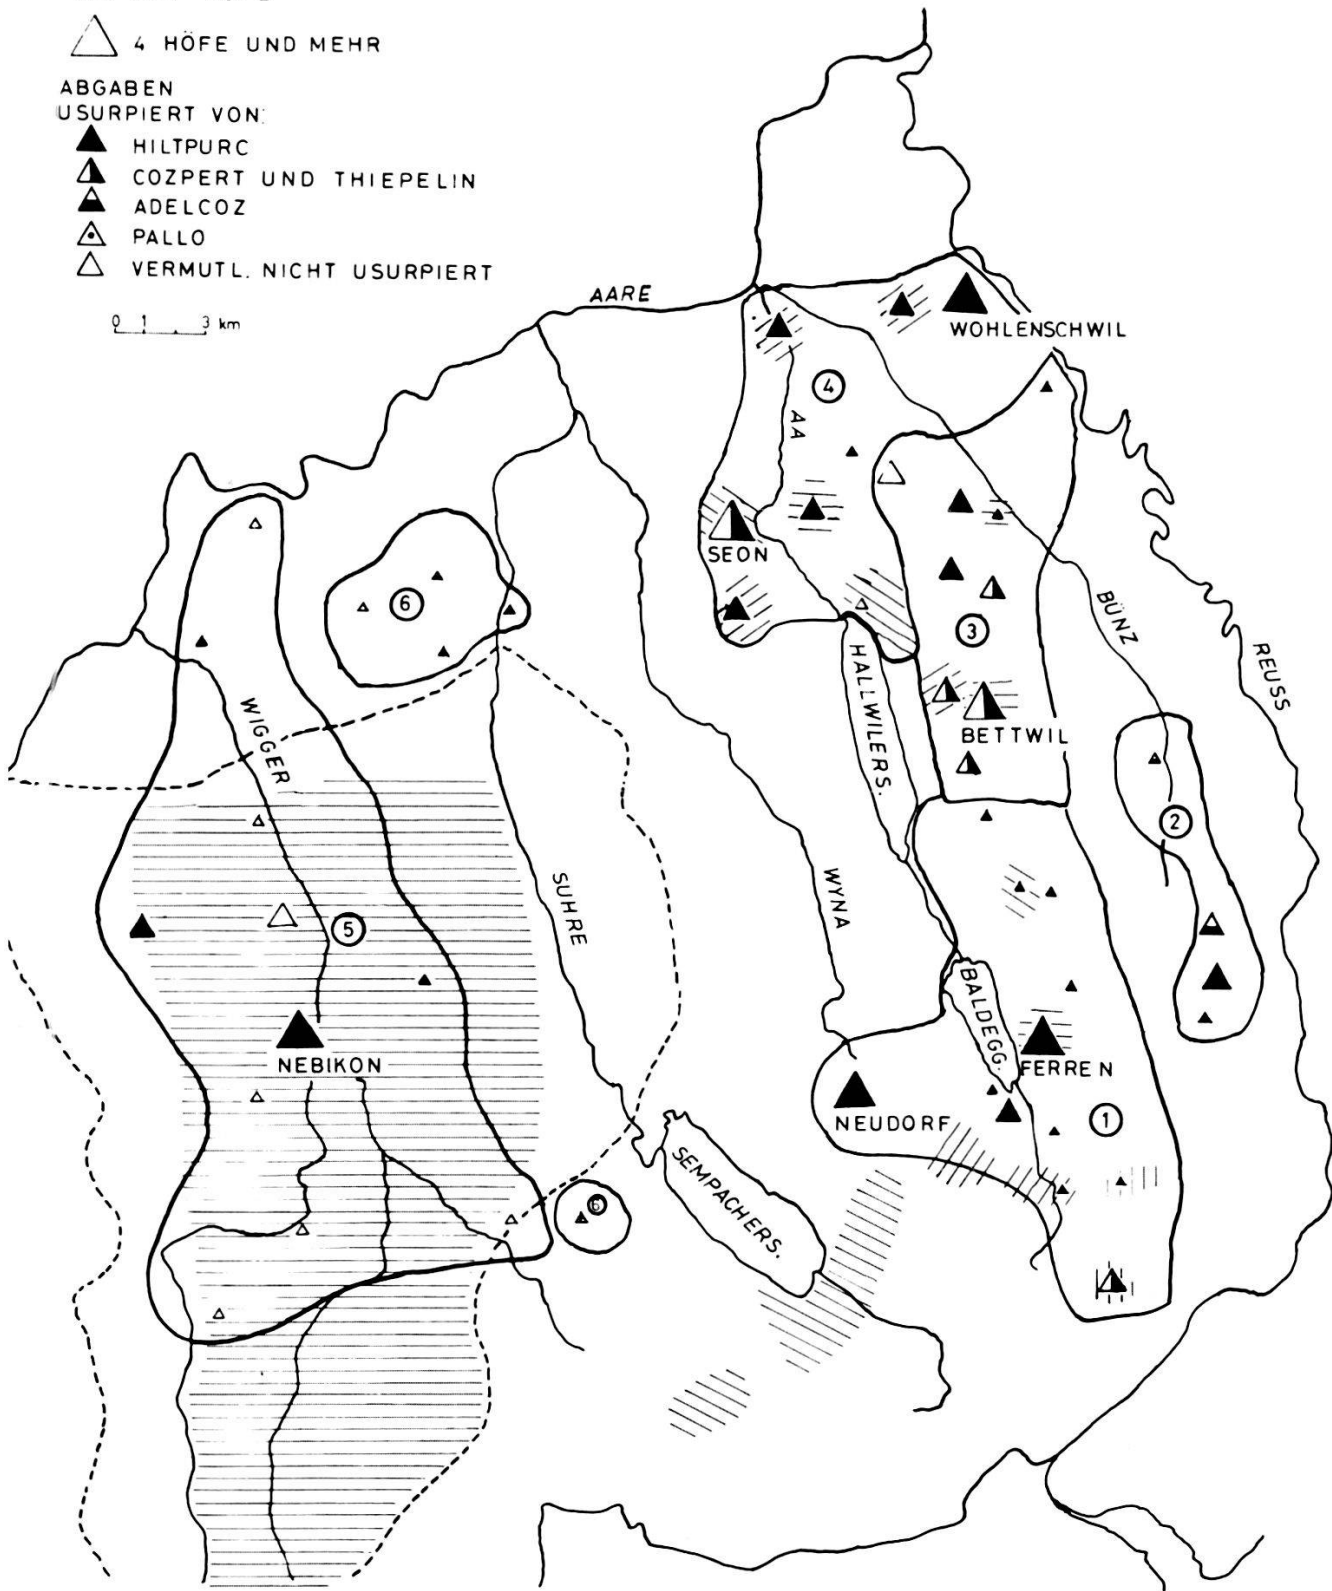 4 HÖFE UND MEHR
ABGABEN
USURPIERT VON:
HILTPURC
COZPERT UND THIEPELIN
ADELCOZ
PALLO
VERMUTL. NICHT USURPIERT
0 1 3 km
AARE
WOHLENSCHWIL
4
AA
SEON
6
3
BÜNZ
REUSS
HALLWILERS.
WIGGER
BETTWIL
2
SUHRE
WYNA
5
BALDEGG.
NEBIKON
FERREN
NEUDORF
1
SEMPACHERS.
6